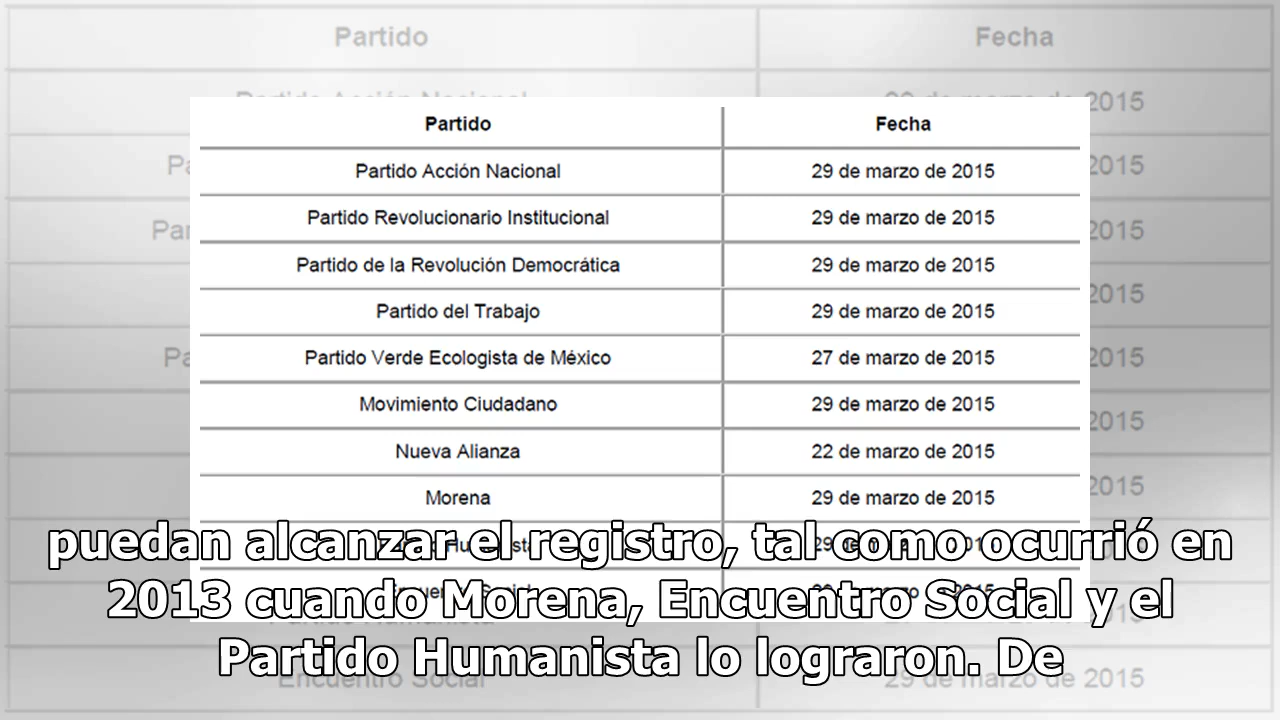 Partido Fecha
Partido Acción Nacional 29 de marzo de 2015
Partido Revolucionario Institucional 29 de marzo de 2015
Partido de la Revolución Democrática 29 de marzo de 2015
Partido del Trabajo 29 de marzo de 2015
Partido Verde Ecologista de México 27 de marzo de 2015
Movimiento Ciudadano 29 de marzo de 2015
Nueva Alianza 22 de marzo de 2015
Morena 29 de marzo de 2015
puedan alcanzar el registro, tal como ocurrió en
2013 cuando Morena, Encuentro Social y el
Partido Humanista lo lograron. De
Encuentro Social 29 de marzo de 2015